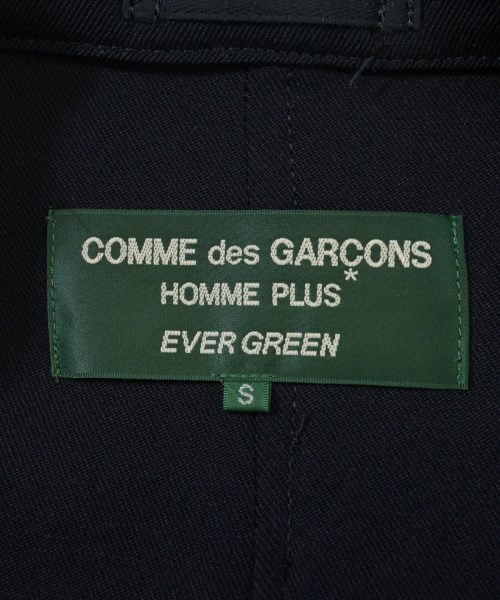 COMME des GARÇONS
HOMME PLUS*
EVER GREEN
S